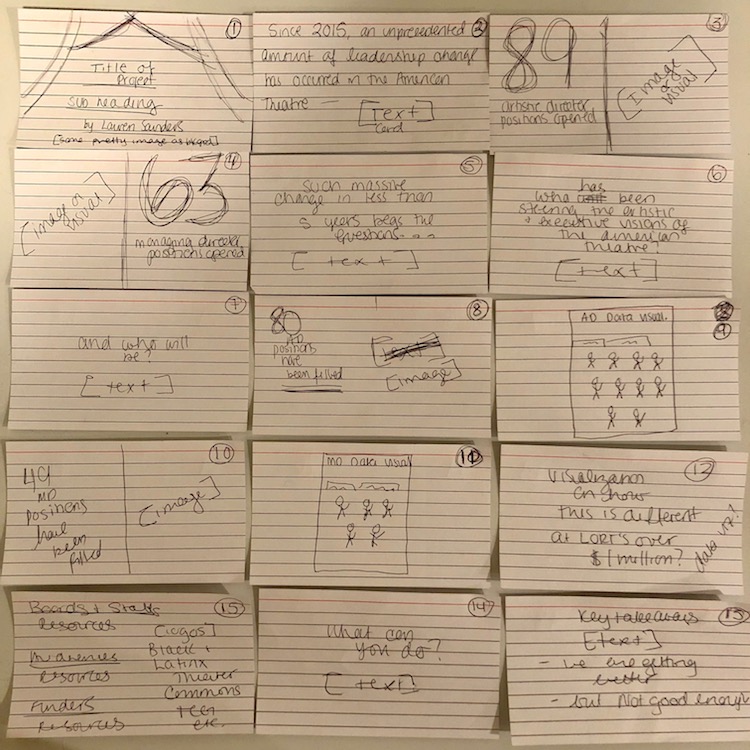 1
Title of
Project
sub heading
by Lauren Saunders
2
Since 2015, an unprecedented
amount of leadership change
has occurred in the American
Theatre —
[Text]
Card
3
89
artistic director
positions opened
[Image or
visual]
4
[image or
visual]
63
managing director
positions opened
5
such massive
change in less than
5 years begs the
questions...
[text]
6
who has been
steering the artistic
+ executive visions of
the american
theatre?
[text]
7
and who will
be?
[text]
8
80
AD
positions
have
been filled
[text]
[image]
9
AD Data visual.
10
49
MD
positions
have
been
filled
[image]
11
MD Data visual
12
Visualization
on how
this is different
at LORT's over
$1 million?
data viz?
15
Boards + Staffs
Resources
Audiences
Resources
Funders
Resources
[logos]
Black +
Latinx
Theater
Commons
TCG
etc.
14
What can
you do?
[text]
13
Key takeaways
[text]
- we are getting
better
- but Not good enough